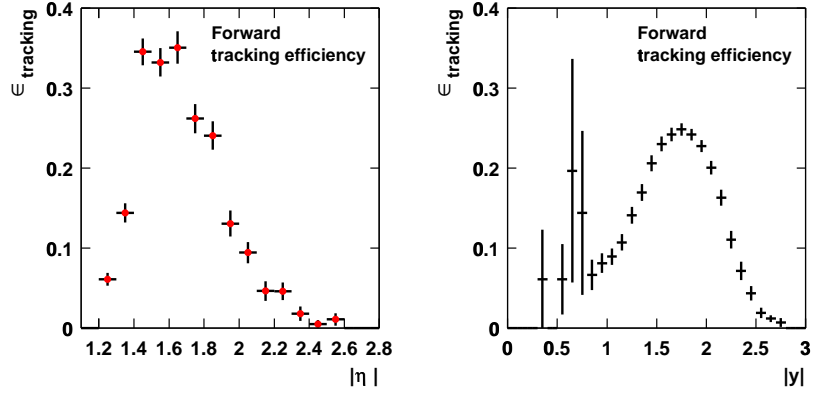 0.4
0.3
0.2
0.1
0
∈ tracking
Forward
tracking efficiency
1.2 1.4 1.6 1.8 2 2.2 2.4 2.6 2.8
|η |
0.4
0.3
0.2
0.1
0
∈ tracking
Forward
tracking efficiency
0 0.5 1 1.5 2 2.5 3
|y|